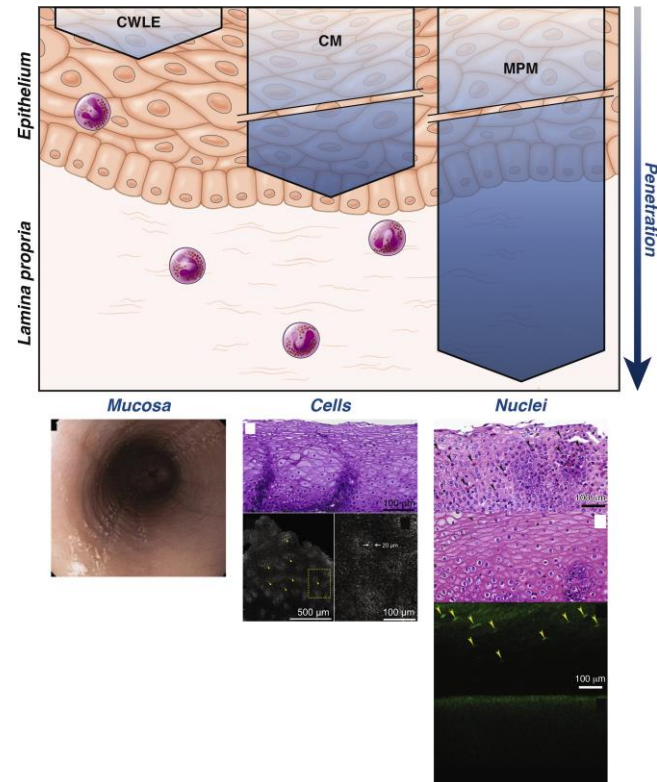 CWLE
CM
MPM
Epithelium
Lamina propria
Penetration
Mucosa
Cells
Nuclei
100 μm
100 μm
20 μm
500 μm
100 μm
100 μm